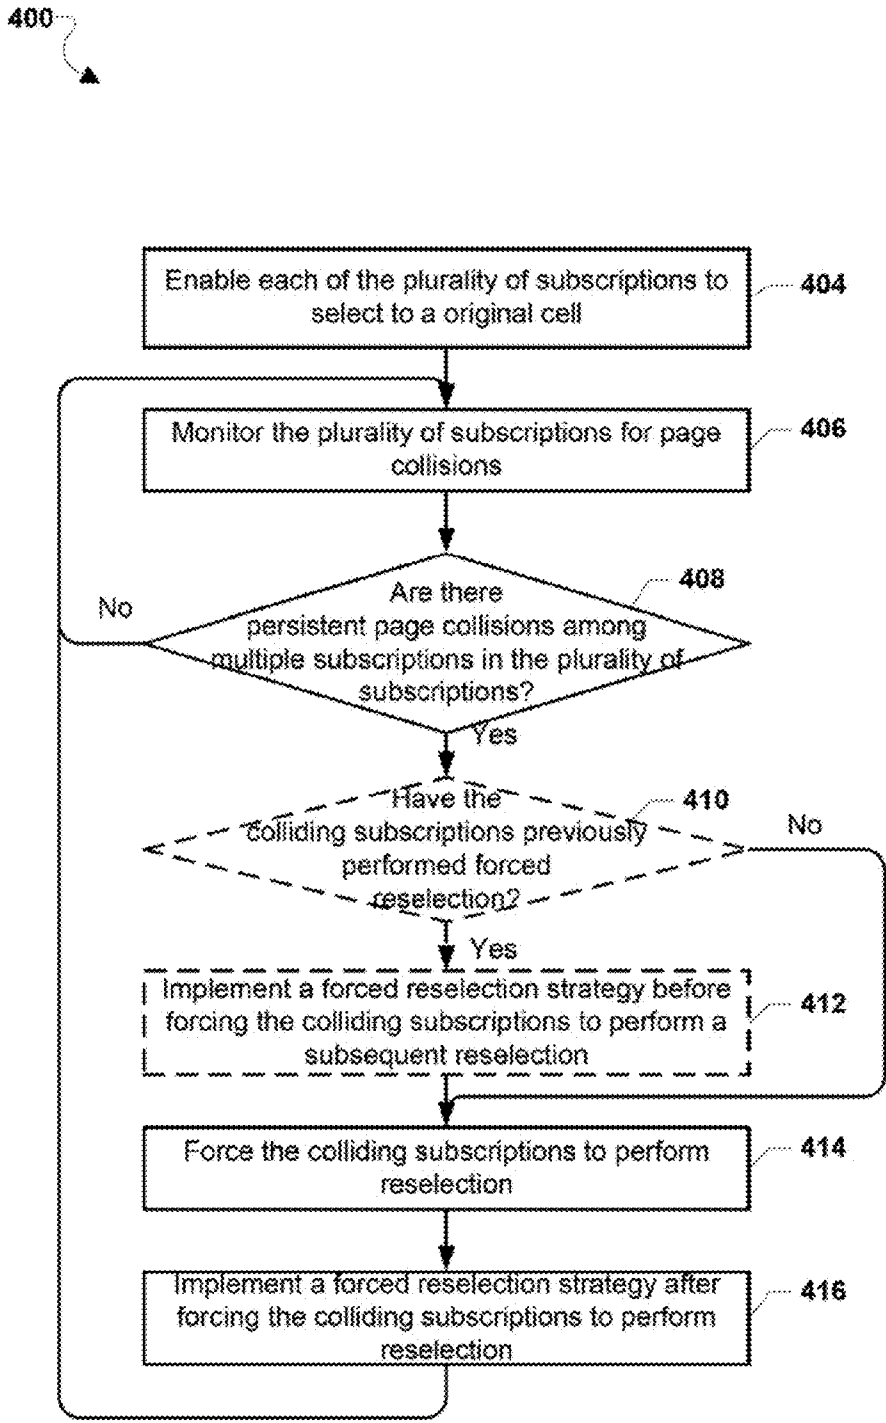 400
Enable each of the plurality of subscriptions to
select to a original cell
404
Monitor the plurality of subscriptions for page
collisions
406
Are there
persistent page collisions among
multiple subscriptions in the plurality of
subscriptions?
408
No
Yes
Have the
colliding subscriptions previously
performed forced
reselection?
410
No
Yes
Implement a forced reselection strategy before
forcing the colliding subscriptions to perform a
subsequent reselection
412
Force the colliding subscriptions to perform
reselection
414
Implement a forced reselection strategy after
forcing the colliding subscriptions to perform
reselection
416